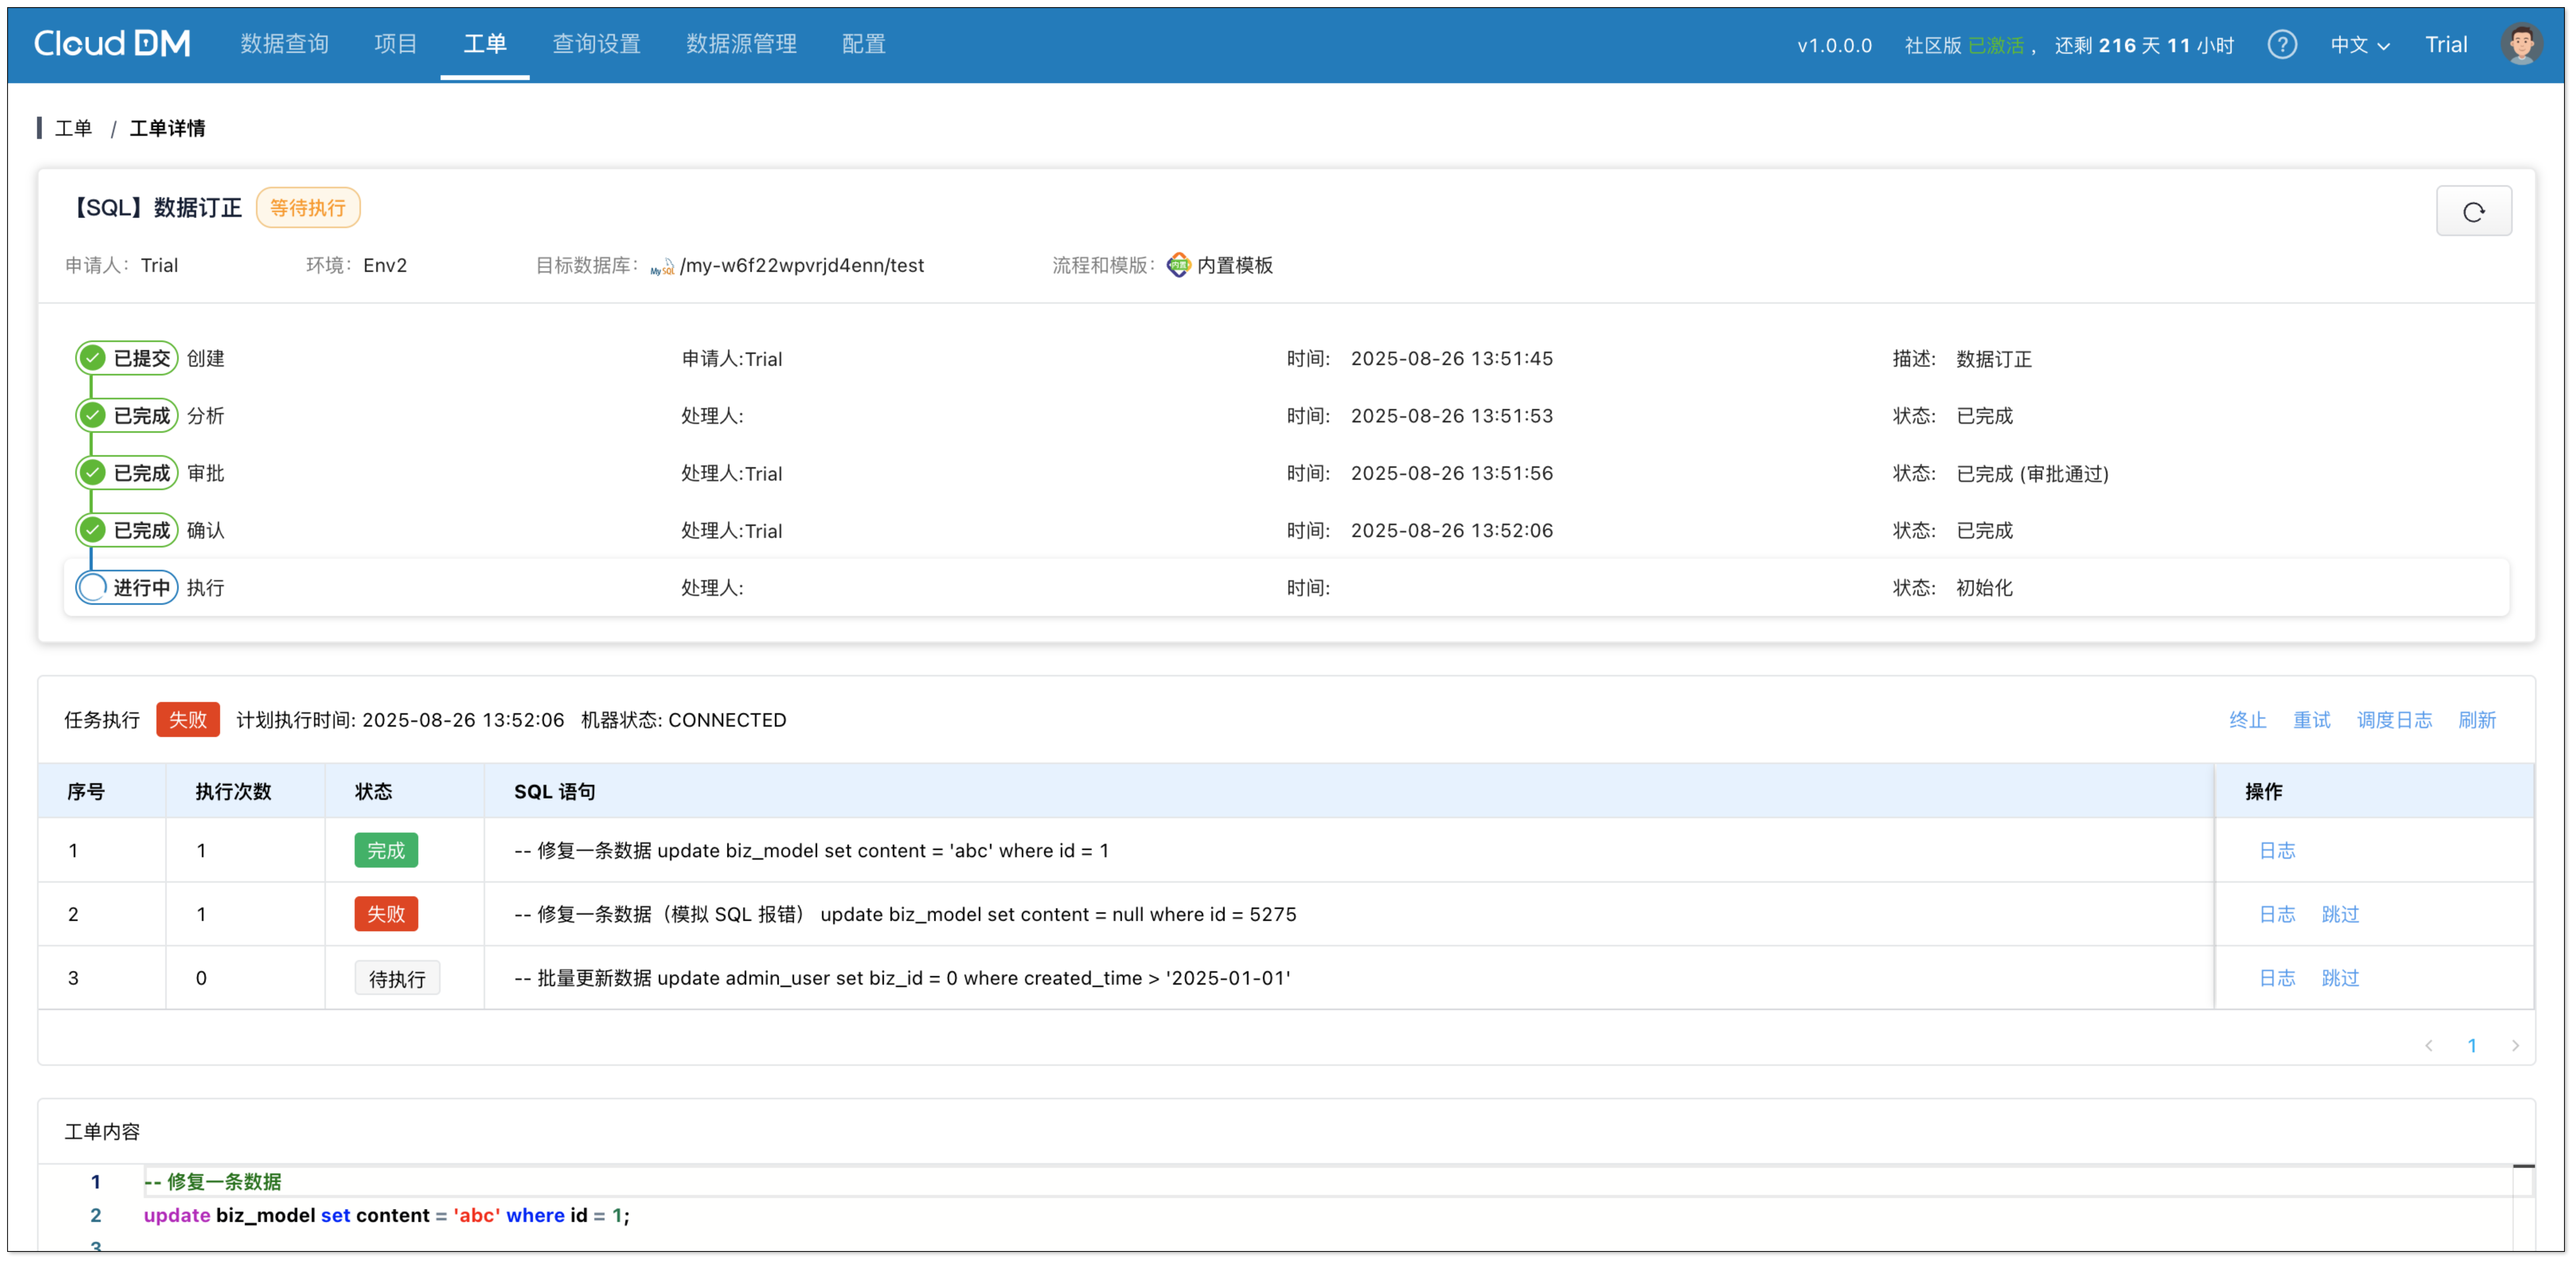 Cloud DM 数据查询 项目 工单 查询设置 数据源管理 配置 v1.0.0.0 社区版 已激活 ， 还剩 216 天 11 小时 ? 中文 Trial
工单 / 工单详情
【SQL】数据订正 等待执行
申请人： Trial 环境： Env2 目标数据库： MySQL /my-w6f22wpvrjd4enn/test 流程和模版： 内置 内置模板
已提交 创建 申请人:Trial 时间: 2025-08-26 13:51:45 描述: 数据订正
已完成 分析 处理人: 时间: 2025-08-26 13:51:53 状态: 已完成
已完成 审批 处理人:Trial 时间: 2025-08-26 13:51:56 状态: 已完成 (审批通过)
已完成 确认 处理人:Trial 时间: 2025-08-26 13:52:06 状态: 已完成
进行中 执行 处理人: 时间: 状态: 初始化
任务执行 失败 计划执行时间: 2025-08-26 13:52:06 机器状态: CONNECTED 终止 重试 调度日志 刷新
序号 执行次数 状态 SQL 语句 操作
1 1 完成 -- 修复一条数据 update biz_model set content = 'abc' where id = 1 日志
2 1 失败 -- 修复一条数据（模拟 SQL 报错） update biz_model set content = null where id = 5275 日志 跳过
3 0 待执行 -- 批量更新数据 update admin_user set biz_id = 0 where created_time > '2025-01-01' 日志 跳过
< 1 >
工单内容
1 -- 修复一条数据
2 update biz_model set content = 'abc' where id = 1;
3